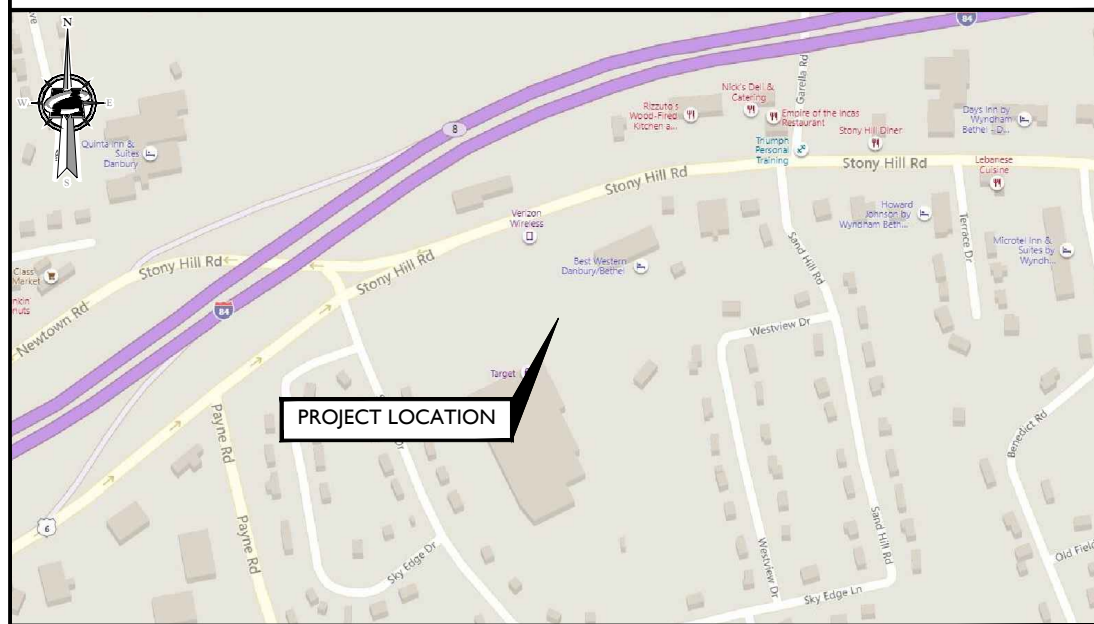 N
W
E
S
84
8
Quinta Inn &
Suites
Danbury
Rizzuto's
Wood-Fired
Kitchen a...
Nick's Deli &
Catering
Empire of the Incas
Restaurant
Garella Rd
Triumph
Personal
Training
Stony Hill Diner
Days Inn by
Wyndham
Bethel - D...
Stony Hill Rd
Stony Hill Rd
Lebanese
Cuisine
Verizon
Wireless
Howard
Johnson by
Wyndham Beth...
Terrace Dr
Microtel Inn &
Suites by
Wyndh...
Sand Hill Rd
Best Western
Danbury/Bethel
Stony Hill Rd
Stony Hill Rd
Class
Market
nkin
nuts
Newtown Rd
84
Westview Dr
Target
PROJECT LOCATION
Dr
Payne Rd
Benedict Rd
6
Payne Rd
Sky Edge Dr
Westview Dr
Sand Hill Rd
Old Field
Sky Edge Ln